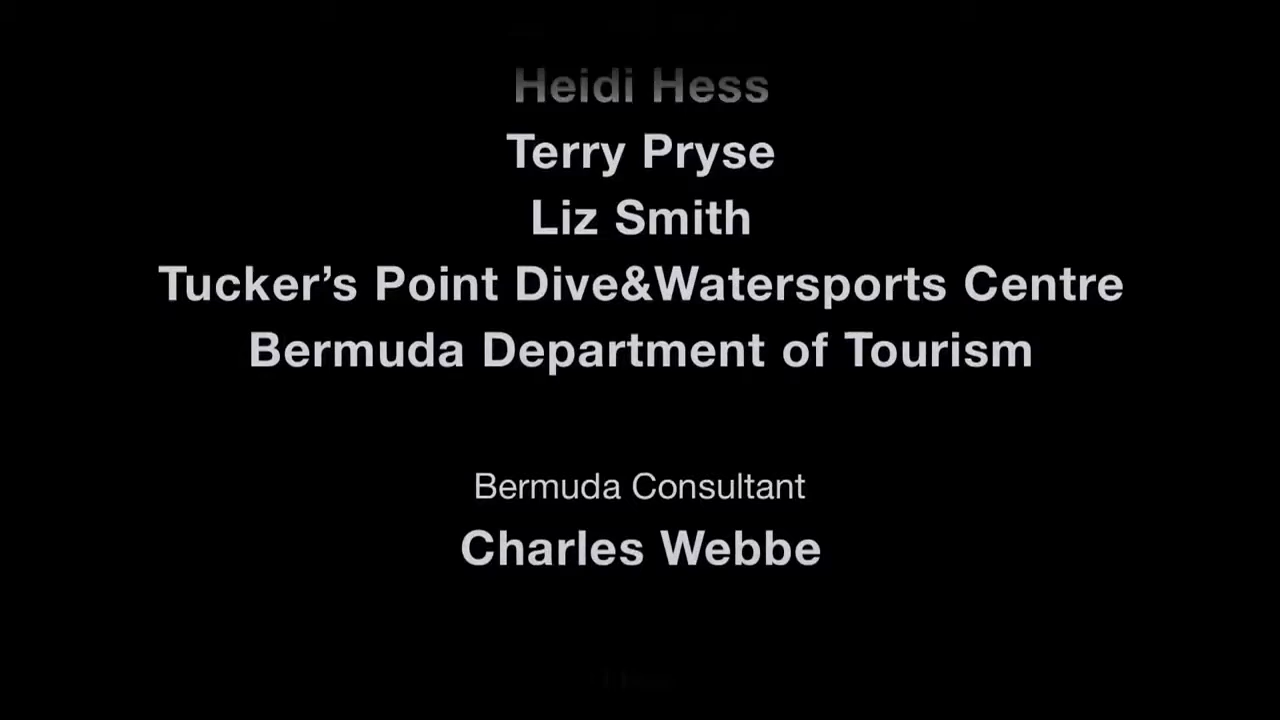 Heidi Hess
Terry Pryse
Liz Smith
Tucker’s Point Dive&Watersports Centre
Bermuda Department of Tourism
Bermuda Consultant
Charles Webbe